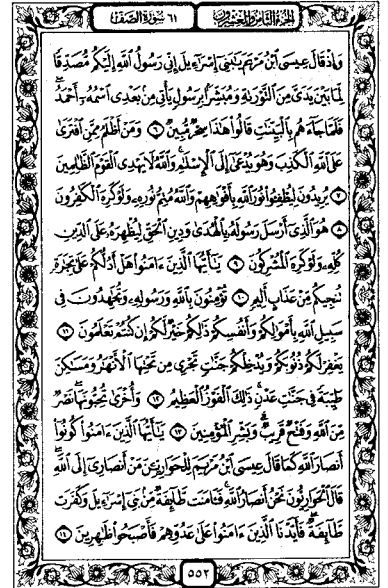 الجزء الثامن والعشرون ٦١ سورة الصف
وَإِذْ قَالَ عِيسَى ٱبْنُ مَرْيَمَ يَٰبَنِىٓ إِسْرَٰٓءِيلَ إِنِّى رَسُولُ ٱللَّهِ إِلَيْكُم مُّصَدِّقًا
لِّمَا بَيْنَ يَدَىَّ مِنَ ٱلتَّوْرَىٰةِ وَمُبَشِّرًۢا بِرَسُولٍ يَأْتِى مِنۢ بَعْدِى ٱسْمُهُۥٓ أَحْمَدُ
فَلَمَّا جَآءَهُم بِٱلْبَيِّنَٰتِ قَالُوا۟ هَٰذَا سِحْرٌ مُّبِينٌ ٦ وَمَنْ أَظْلَمُ مِمَّنِ ٱفْتَرَىٰ
عَلَى ٱللَّهِ ٱلْكَذِبَ وَهُوَ يُدْعَىٰٓ إِلَى ٱلْإِسْلَٰمِ وَٱللَّهُ لَا يَهْدِى ٱلْقَوْمَ ٱلظَّٰلِمِينَ
٧ يُرِيدُونَ لِيُطْفِـُٔوا۟ نُورَ ٱللَّهِ بِأَفْوَٰهِهِمْ وَٱللَّهُ مُتِمُّ نُورِهِۦ وَلَوْ كَرِهَ ٱلْكَٰفِرُونَ
٨ هُوَ ٱلَّذِىٓ أَرْسَلَ رَسُولَهُۥ بِٱلْهُدَىٰ وَدِينِ ٱلْحَقِّ لِيُظْهِرَهُۥ عَلَى ٱلدِّينِ
كُلِّهِۦ وَلَوْ كَرِهَ ٱلْمُشْرِكُونَ ٩ يَٰٓأَيُّهَا ٱلَّذِينَ ءَامَنُوا۟ هَلْ أَدُلُّكُمْ عَلَىٰ تِجَٰرَةٍ
تُنجِيكُم مِّنْ عَذَابٍ أَلِيمٍ ١٠ تُؤْمِنُونَ بِٱللَّهِ وَرَسُولِهِۦ وَتُجَٰهِدُونَ فِى
سَبِيلِ ٱللَّهِ بِأَمْوَٰلِكُمْ وَأَنفُسِكُمْ ذَٰلِكُمْ خَيْرٌ لَّكُمْ إِن كُنتُمْ تَعْلَمُونَ ١١
يَغْفِرْ لَكُمْ ذُنُوبَكُمْ وَيُدْخِلْكُمْ جَنَّٰتٍ تَجْرِى مِن تَحْتِهَا ٱلْأَنْهَٰرُ وَمَسَٰكِنَ
طَيِّبَةً فِى جَنَّٰتِ عَدْنٍ ذَٰلِكَ ٱلْفَوْزُ ٱلْعَظِيمُ ١٢ وَأُخْرَىٰ تُحِبُّونَهَا نَصْرٌ
مِّنَ ٱللَّهِ وَفَتْحٌ قَرِيبٌ وَبَشِّرِ ٱلْمُؤْمِنِينَ ١٣ يَٰٓأَيُّهَا ٱلَّذِينَ ءَامَنُوا۟ كُونُوٓا۟
أَنصَارَ ٱللَّهِ كَمَا قَالَ عِيسَى ٱبْنُ مَرْيَمَ لِلْحَوَارِيِّـۧنَ مَنْ أَنصَارِىٓ إِلَى ٱللَّهِ
قَالَ ٱلْحَوَارِيُّونَ نَحْنُ أَنصَارُ ٱللَّهِ فَـَٔامَنَت طَّآئِفَةٌ مِّنۢ بَنِىٓ إِسْرَٰٓءِيلَ وَكَفَرَت
طَّآئِفَةٌ فَأَيَّدْنَا ٱلَّذِينَ ءَامَنُوا۟ عَلَىٰ عَدُوِّهِمْ فَأَصْبَحُوا۟ ظَٰهِرِينَ ١٤
٥٥٢